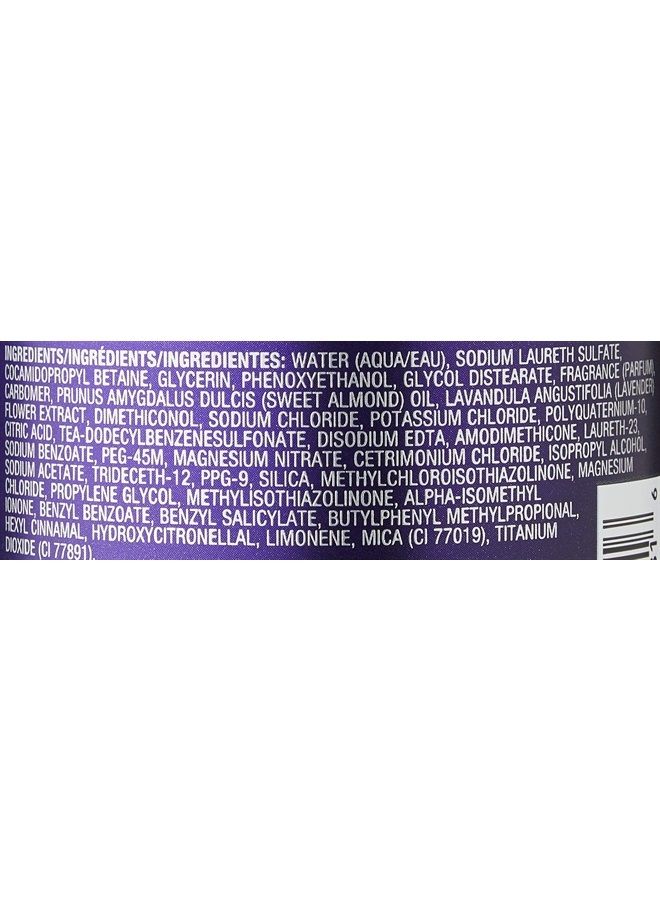 INGREDIENTS/INGRÉDIENTS/INGREDIENTES: WATER (AQUA/EAU), SODIUM LAURETH SULFATE,
COCAMIDOPROPYL BETAINE, GLYCERIN, PHENOXYETHANOL, GLYCOL DISTEARATE, FRAGRANCE (PARFUM),
CARBOMER, PRUNUS AMYGDALUS DULCIS (SWEET ALMOND) OIL, LAVANDULA ANGUSTIFOLIA (LAVENDER)
FLOWER EXTRACT, DIMETHICONOL, SODIUM CHLORIDE, POTASSIUM CHLORIDE, POLYQUATERNIUM-10,
CITRIC ACID, TEA-DODECYLBENZENESULFONATE, DISODIUM EDTA, AMODIMETHICONE, LAURETH-23,
SODIUM BENZOATE, PEG-45M, MAGNESIUM NITRATE, CETRIMONIUM CHLORIDE, ISOPROPYL ALCOHOL,
SODIUM ACETATE, TRIDECETH-12, PPG-9, SILICA, METHYLCHLOROISOTHIAZOLINONE, MAGNESIUM
CHLORIDE, PROPYLENE GLYCOL, METHYLISOTHIAZOLINONE, ALPHA-ISOMETHYL
IONONE, BENZYL BENZOATE, BENZYL SALICYLATE, BUTYLPHENYL METHYLPROPIONAL,
HEXYL CINNAMAL, HYDROXYCITRONELLAL, LIMONENE, MICA (CI 77019), TITANIUM
DIOXIDE (CI 77891).